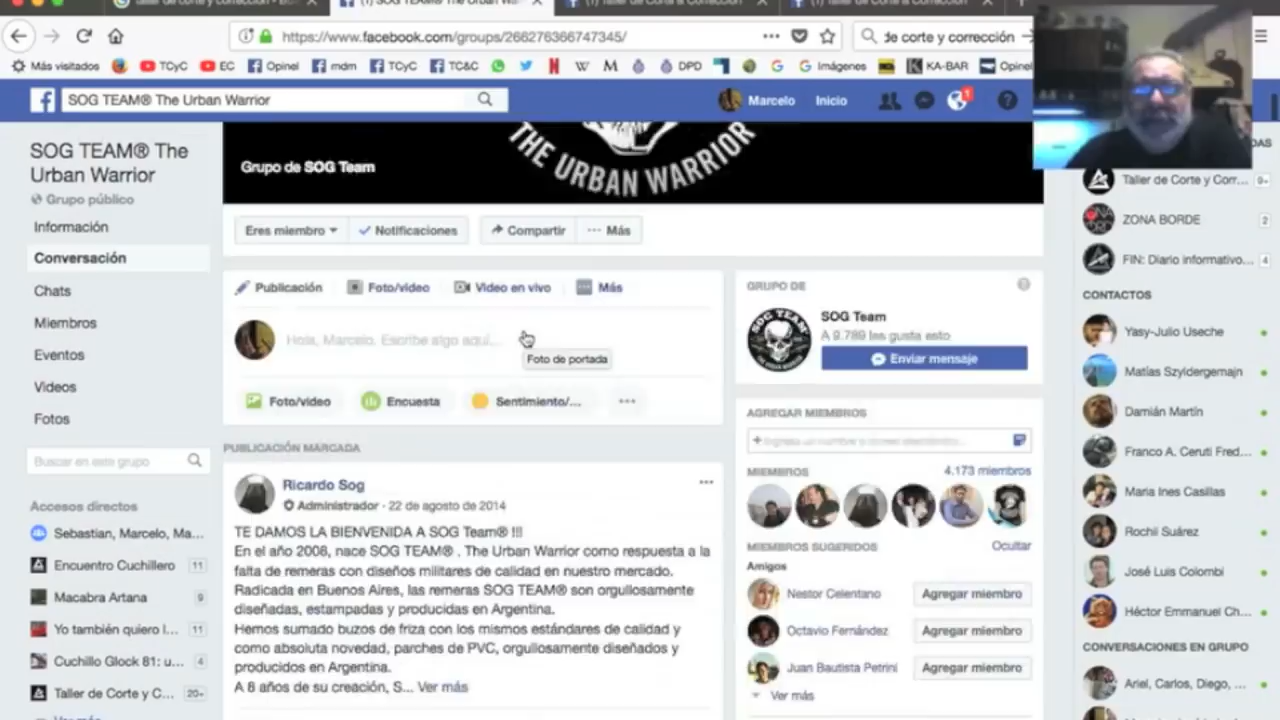 https://www.facebook.com/groups/266276366747345/
de corte y corrección
Más visitados
TCyC
EC
Opinel
mdm
TCyC
TC&C
DPD
Imágenes
KA-BAR
Opinel
SOG TEAM® The Urban Warrior
Marcelo
Inicio
1
SOG TEAM® The
Urban Warrior
Grupo público
Información
Conversación
Chats
Miembros
Eventos
Videos
Fotos
Buscar en este grupo
Accesos directos
Sebastian, Marcelo, Ma...
Encuentro Cuchillero 11
Macabra Artana 9
Yo también quiero l... 11
Cuchillo Glock 81: u... 4
Taller de Corte y C... 20+
THE URBAN WARRIOR
Grupo de SOG Team
Eres miembro
Notificaciones
Compartir
Más
Publicación
Foto/video
Video en vivo
Más
Hola, Marcelo. Escribe algo aquí...
Foto de portada
Foto/video
Encuesta
Sentimiento/...
PUBLICACIÓN MARCADA
Ricardo Sog
Administrador · 22 de agosto de 2014
TE DAMOS LA BIENVENIDA A SOG Team® !!!
En el año 2008, nace SOG TEAM® . The Urban Warrior como respuesta a la
falta de remeras con diseños militares de calidad en nuestro mercado.
Radicada en Buenos Aires, las remeras SOG TEAM® son orgullosamente
diseñadas, estampadas y producidas en Argentina.
Hemos sumado buzos de friza con los mismos estándares de calidad y
como absoluta novedad, parches de PVC, orgullosamente diseñados y
producidos en Argentina.
A 8 años de su creación, S... Ver más
GRUPO DE
SOG Team
A 9.789 les gusta esto
Enviar mensaje
AGREGAR MIEMBROS
MIEMBROS
4.173 miembros
MIEMBROS SUGERIDOS
Ocultar
Amigos
Nestor Celentano
Agregar miembro
Octavio Fernández
Agregar miembro
Juan Bautista Petrini
Agregar miembro
Ver más
Taller de Corte y Corr... 9+
ZONA BORDE 2
FIN: Diario informativo... 4
CONTACTOS
Yasy-Julio Useche
Matías Szyldergemajn
Damián Martín
Franco A. Ceruti Fred...
Maria Ines Casillas
Rochii Suárez
José Luis Colombi
Héctor Emmanuel Ch...
CONVERSACIONES EN GRUPO
Ariel, Carlos, Diego, ...